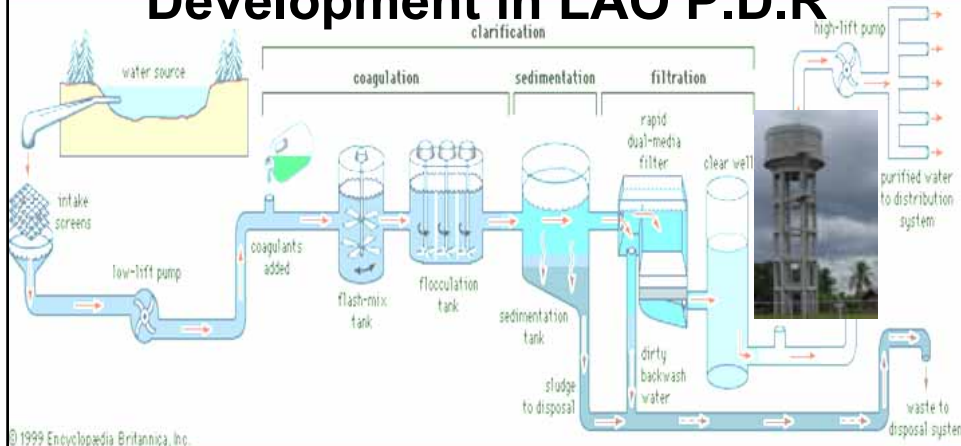 Development in LAO P.D.R
clarification
high-lift pump
water source
coagulation
sedimentation
filtration
rapid
dual-media
filter
clear well
purified water
to distribution
system
intake
screens
coagulants
added
low-lift pump
flash-mix
tank
flocculation
tank
sedimentation
tank
dirty
backwash
water
sludge
to disposal
waste to
disposal system
© 1999 Encyclopædia Britannica, Inc.